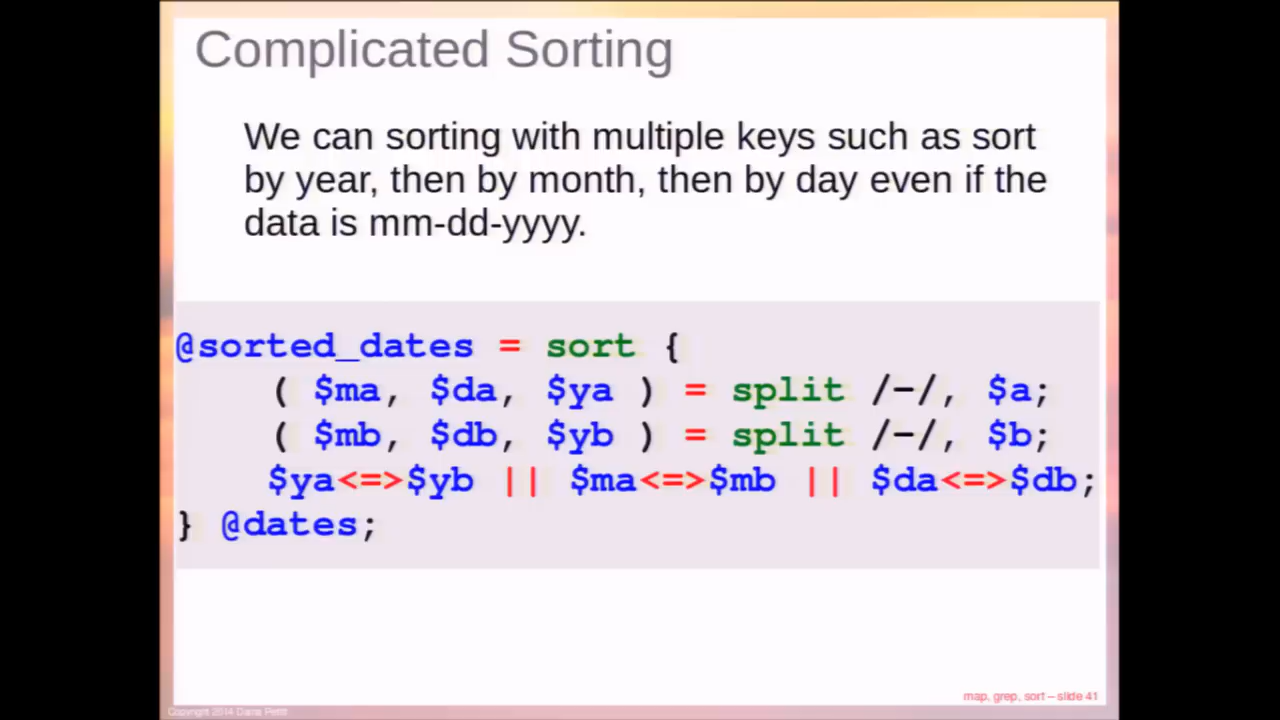 Complicated Sorting
We can sorting with multiple keys such as sort
by year, then by month, then by day even if the
data is mm-dd-yyyy.
@sorted_dates = sort {
( $ma, $da, $ya ) = split /-/, $a;
( $mb, $db, $yb ) = split /-/, $b;
$ya<=>$yb || $ma<=>$mb || $da<=>$db;
} @dates;
map, grep, sort – slide 41
Copyright 2014